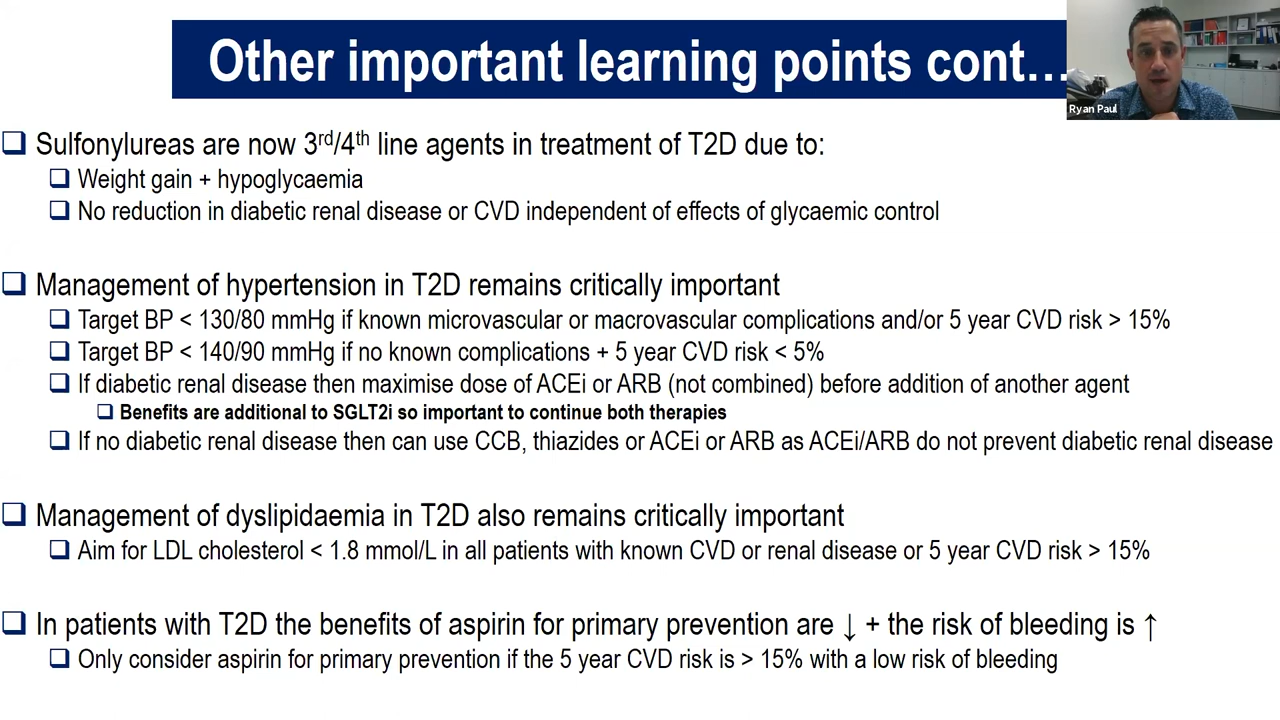 Other important learning points cont…
Ryan Paul
Sulfonylureas are now 3rd/4th line agents in treatment of T2D due to:
Weight gain + hypoglycaemia
No reduction in diabetic renal disease or CVD independent of effects of glycaemic control
Management of hypertension in T2D remains critically important
Target BP < 130/80 mmHg if known microvascular or macrovascular complications and/or 5 year CVD risk > 15%
Target BP < 140/90 mmHg if no known complications + 5 year CVD risk < 5%
If diabetic renal disease then maximise dose of ACEi or ARB (not combined) before addition of another agent
Benefits are additional to SGLT2i so important to continue both therapies
If no diabetic renal disease then can use CCB, thiazides or ACEi or ARB as ACEi/ARB do not prevent diabetic renal disease
Management of dyslipidaemia in T2D also remains critically important
Aim for LDL cholesterol < 1.8 mmol/L in all patients with known CVD or renal disease or 5 year CVD risk > 15%
In patients with T2D the benefits of aspirin for primary prevention are ↓ + the risk of bleeding is ↑
Only consider aspirin for primary prevention if the 5 year CVD risk is > 15% with a low risk of bleeding